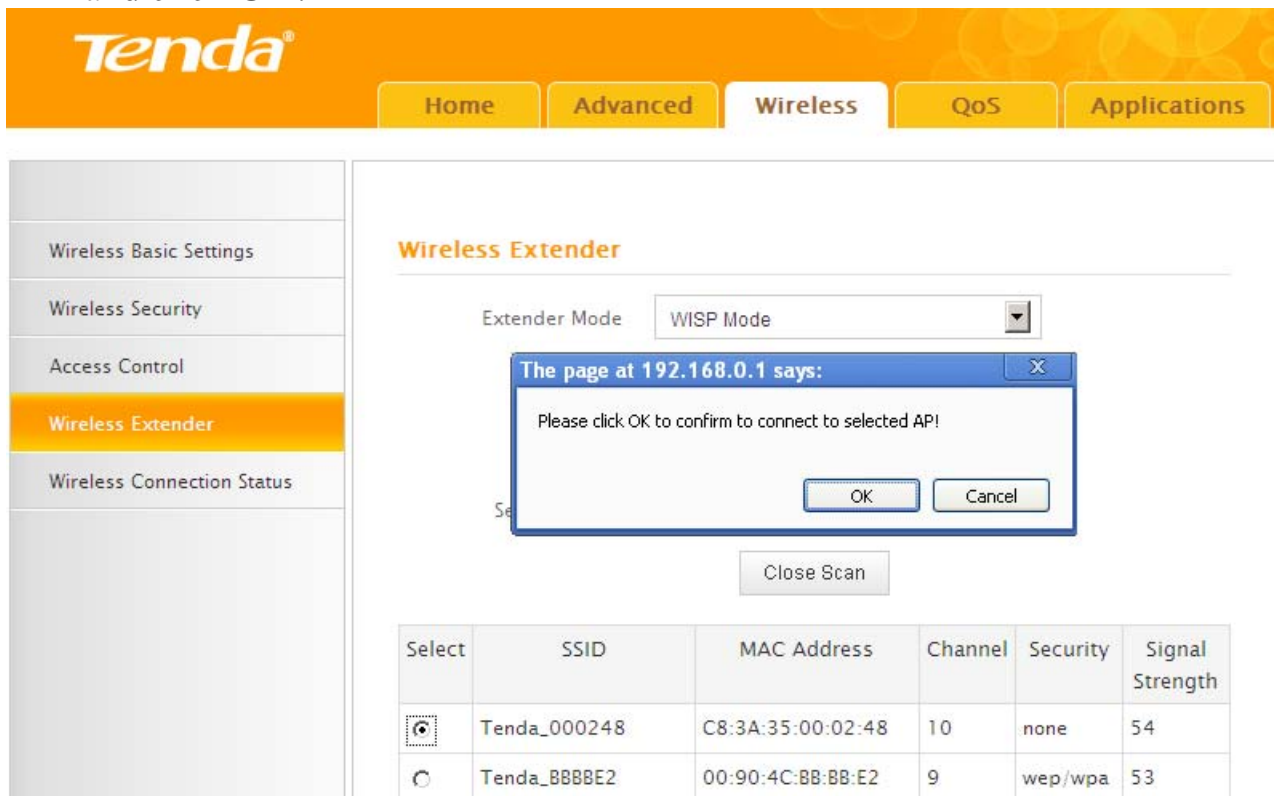 Tenda®
Home Advanced Wireless QoS Applications
Wireless Basic Settings
Wireless Security
Access Control
Wireless Extender
Wireless Connection Status
Wireless Extender
Extender Mode WISP Mode
The page at 192.168.0.1 says: X
Please click OK to confirm to connect to selected AP!
OK Cancel
Se
Close Scan
Select SSID MAC Address Channel Security Signal Strength
Tenda_000248 C8:3A:35:00:02:48 10 none 54
Tenda_BBBBE2 00:90:4C:BB:BB:E2 9 wep/wpa 53